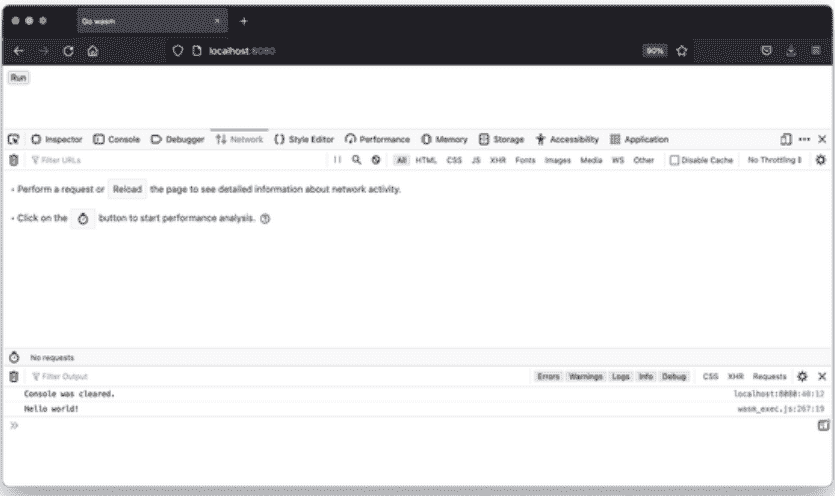 Go wasm
localhost:8080
90%
Run
Inspector Console Debugger Network Style Editor Performance Memory Storage Accessibility Application
Filter URLs All HTML CSS JS XHR Fonts Images Media WS Other Disable Cache No Throttling
Perform a request or Reload the page to see detailed information about network activity.
Click on the button to start performance analysis.
No requests
Filter Output Errors Warnings Logs Info Debug CSS XHR Requests
Console was cleared. localhost:8080:40:12
Hello world! wasm_exec.js:267:19